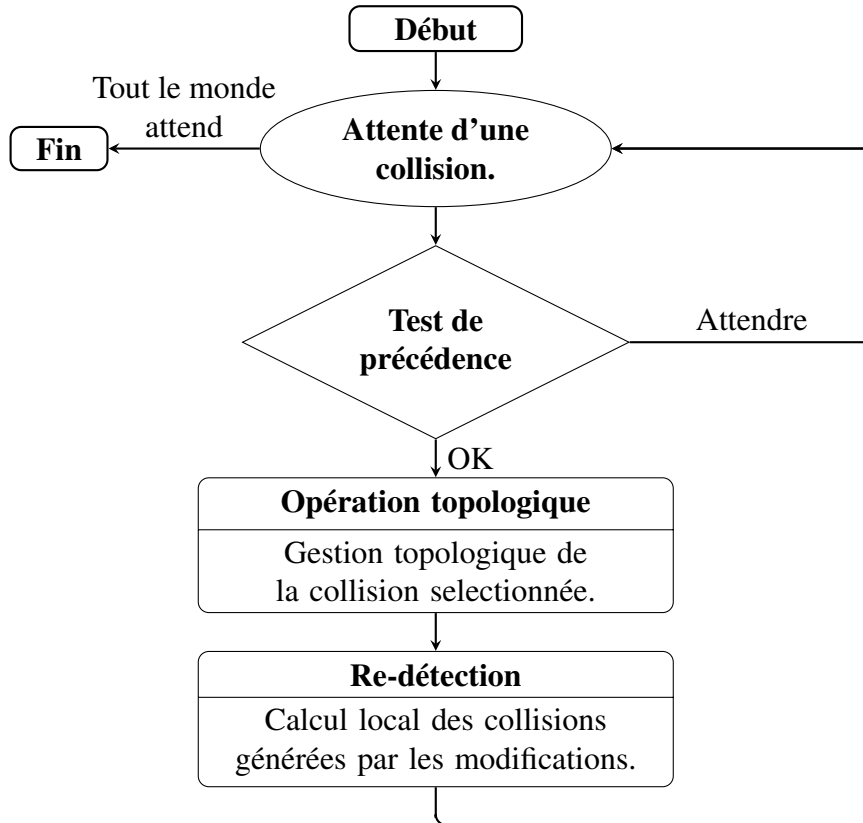 Début
Tout le monde
attend
Fin
Attente d'une
collision.
Test de
précédence
Attendre
OK
Opération topologique
Gestion topologique de
la collision selectionnée.
Re-détection
Calcul local des collisions
générées par les modifications.